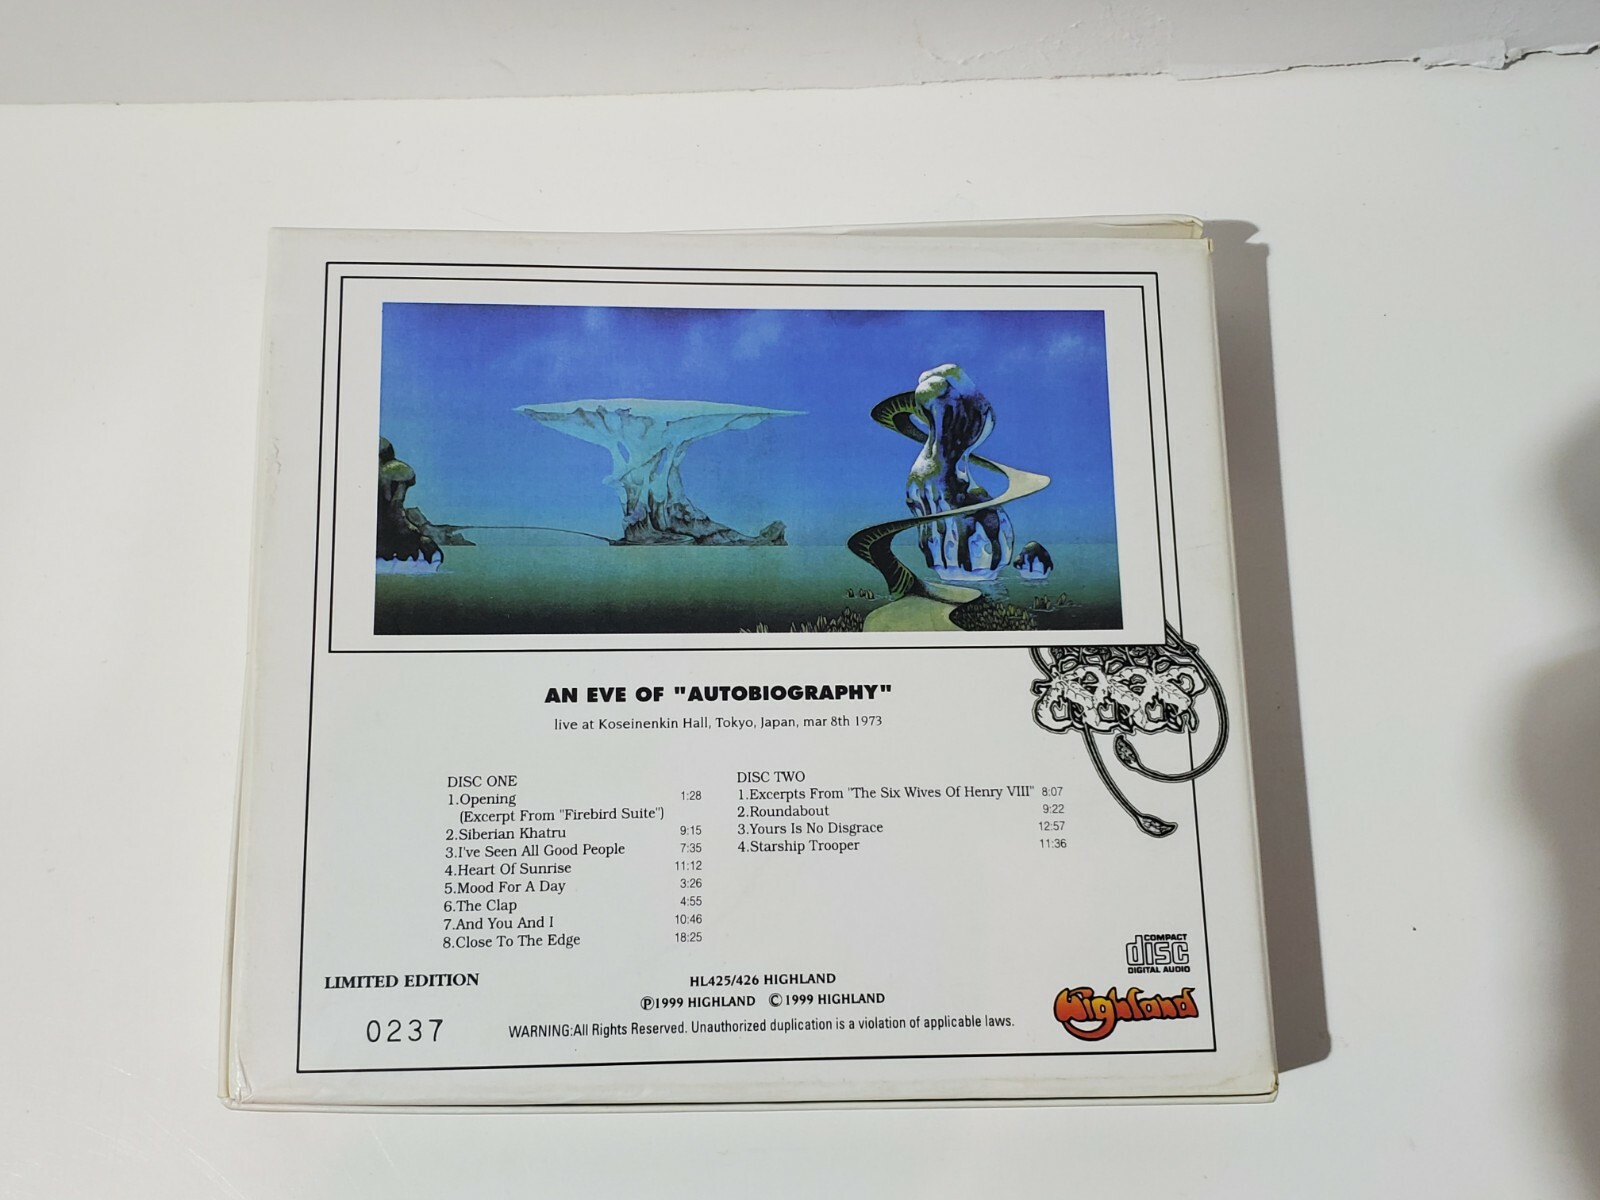 AN EVE OF "AUTOBIOGRAPHY"
live at Koseinenkin Hall, Tokyo, Japan, mar 8th 1973
DISC ONE
1.Opening 1:28
(Excerpt From "Firebird Suite")
2.Siberian Khatru 9:15
3.I've Seen All Good People 7:35
4.Heart Of Sunrise 11:12
5.Mood For A Day 3:26
6.The Clap 4:55
7.And You And I 10:46
8.Close To The Edge 18:25
DISC TWO
1.Excerpts From "The Six Wives Of Henry VIII" 8:07
2.Roundabout 9:22
3.Yours Is No Disgrace 12:57
4.Starship Trooper 11:36
COMPACT
disc
DIGITAL AUDIO
LIMITED EDITION
0237
HL425/426 HIGHLAND
℗1999 HIGHLAND ©1999 HIGHLAND
WARNING:All Rights Reserved. Unauthorized duplication is a violation of applicable laws.
Highland